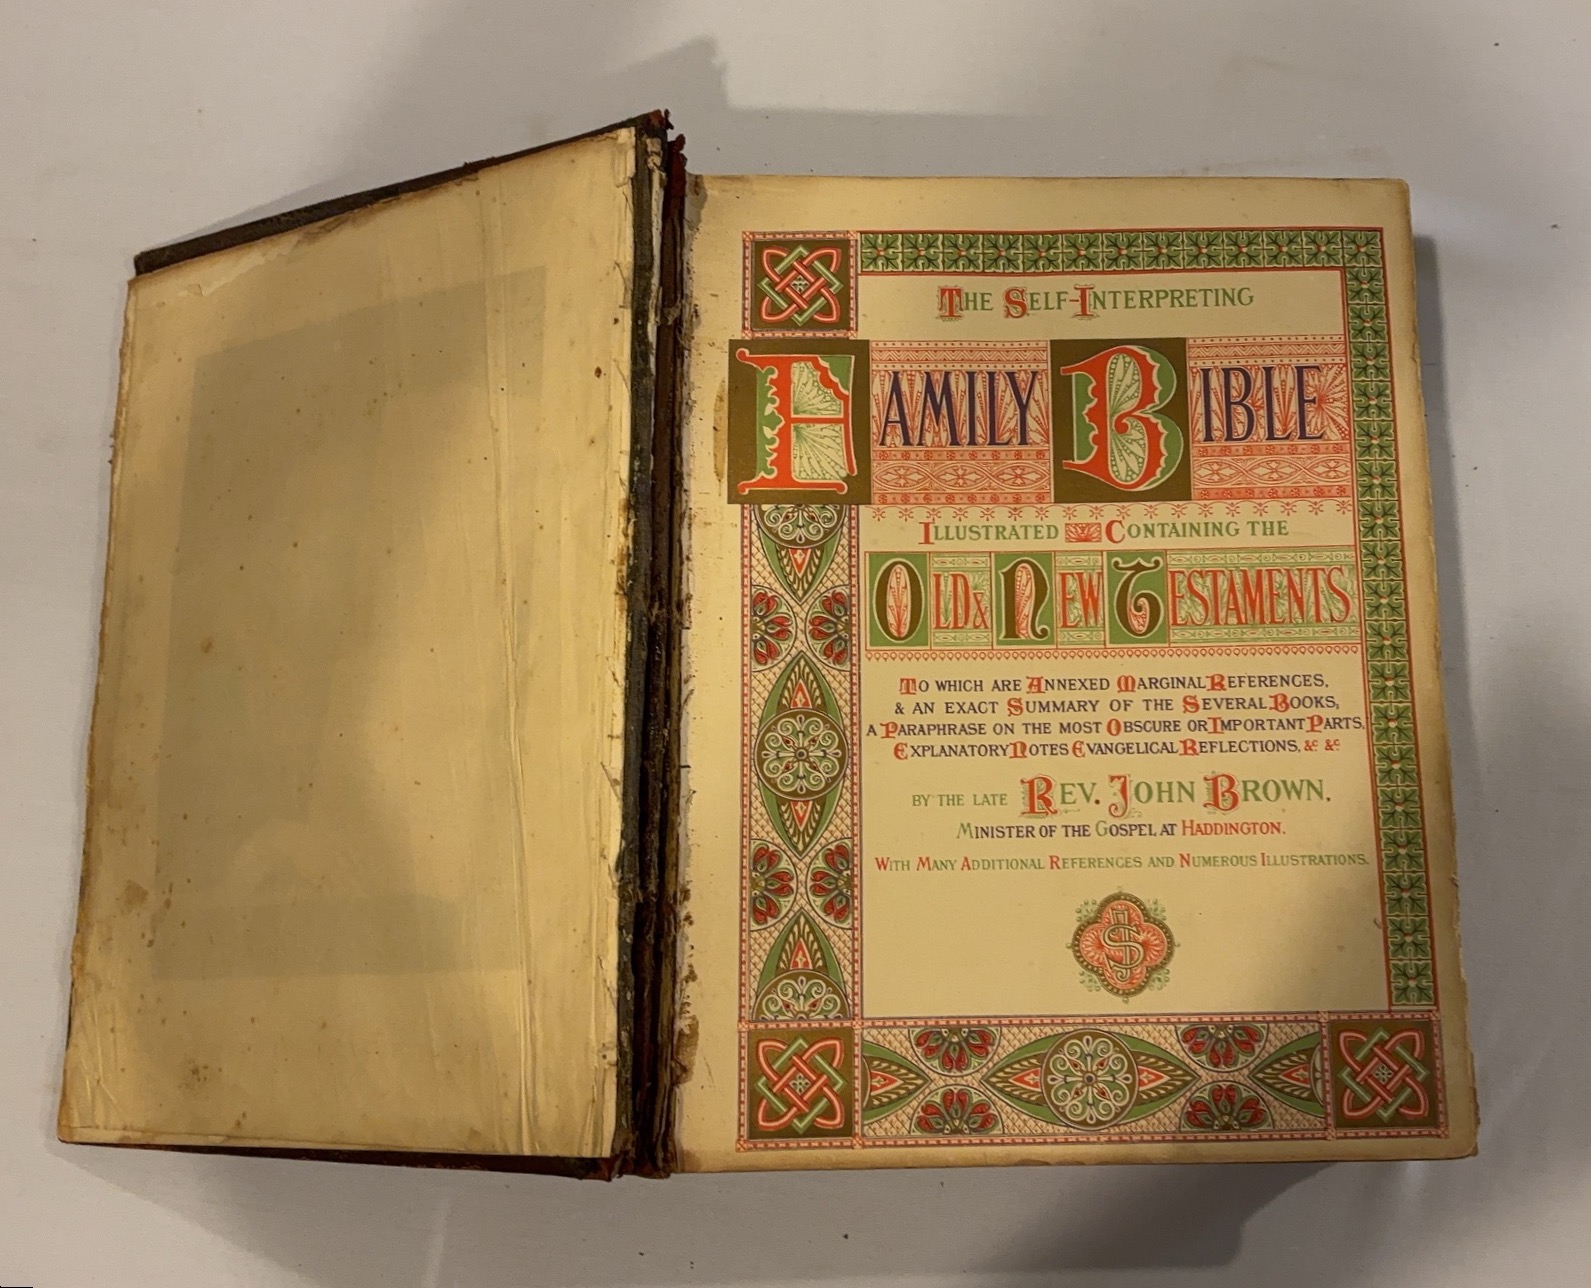 THE SELF-INTERPRETING
FAMILY BIBLE
ILLUSTRATED CONTAINING THE
OLD & NEW TESTAMENTS
TO WHICH ARE ANNEXED MARGINAL REFERENCES,
& AN EXACT SUMMARY OF THE SEVERAL BOOKS,
A PARAPHRASE ON THE MOST OBSCURE OR IMPORTANT PARTS.
EXPLANATORY NOTES EVANGELICAL REFLECTIONS, &c &c
BY THE LATE REV. JOHN BROWN.
MINISTER OF THE GOSPEL AT HADDINGTON.
WITH MANY ADDITIONAL REFERENCES AND NUMEROUS ILLUSTRATIONS.